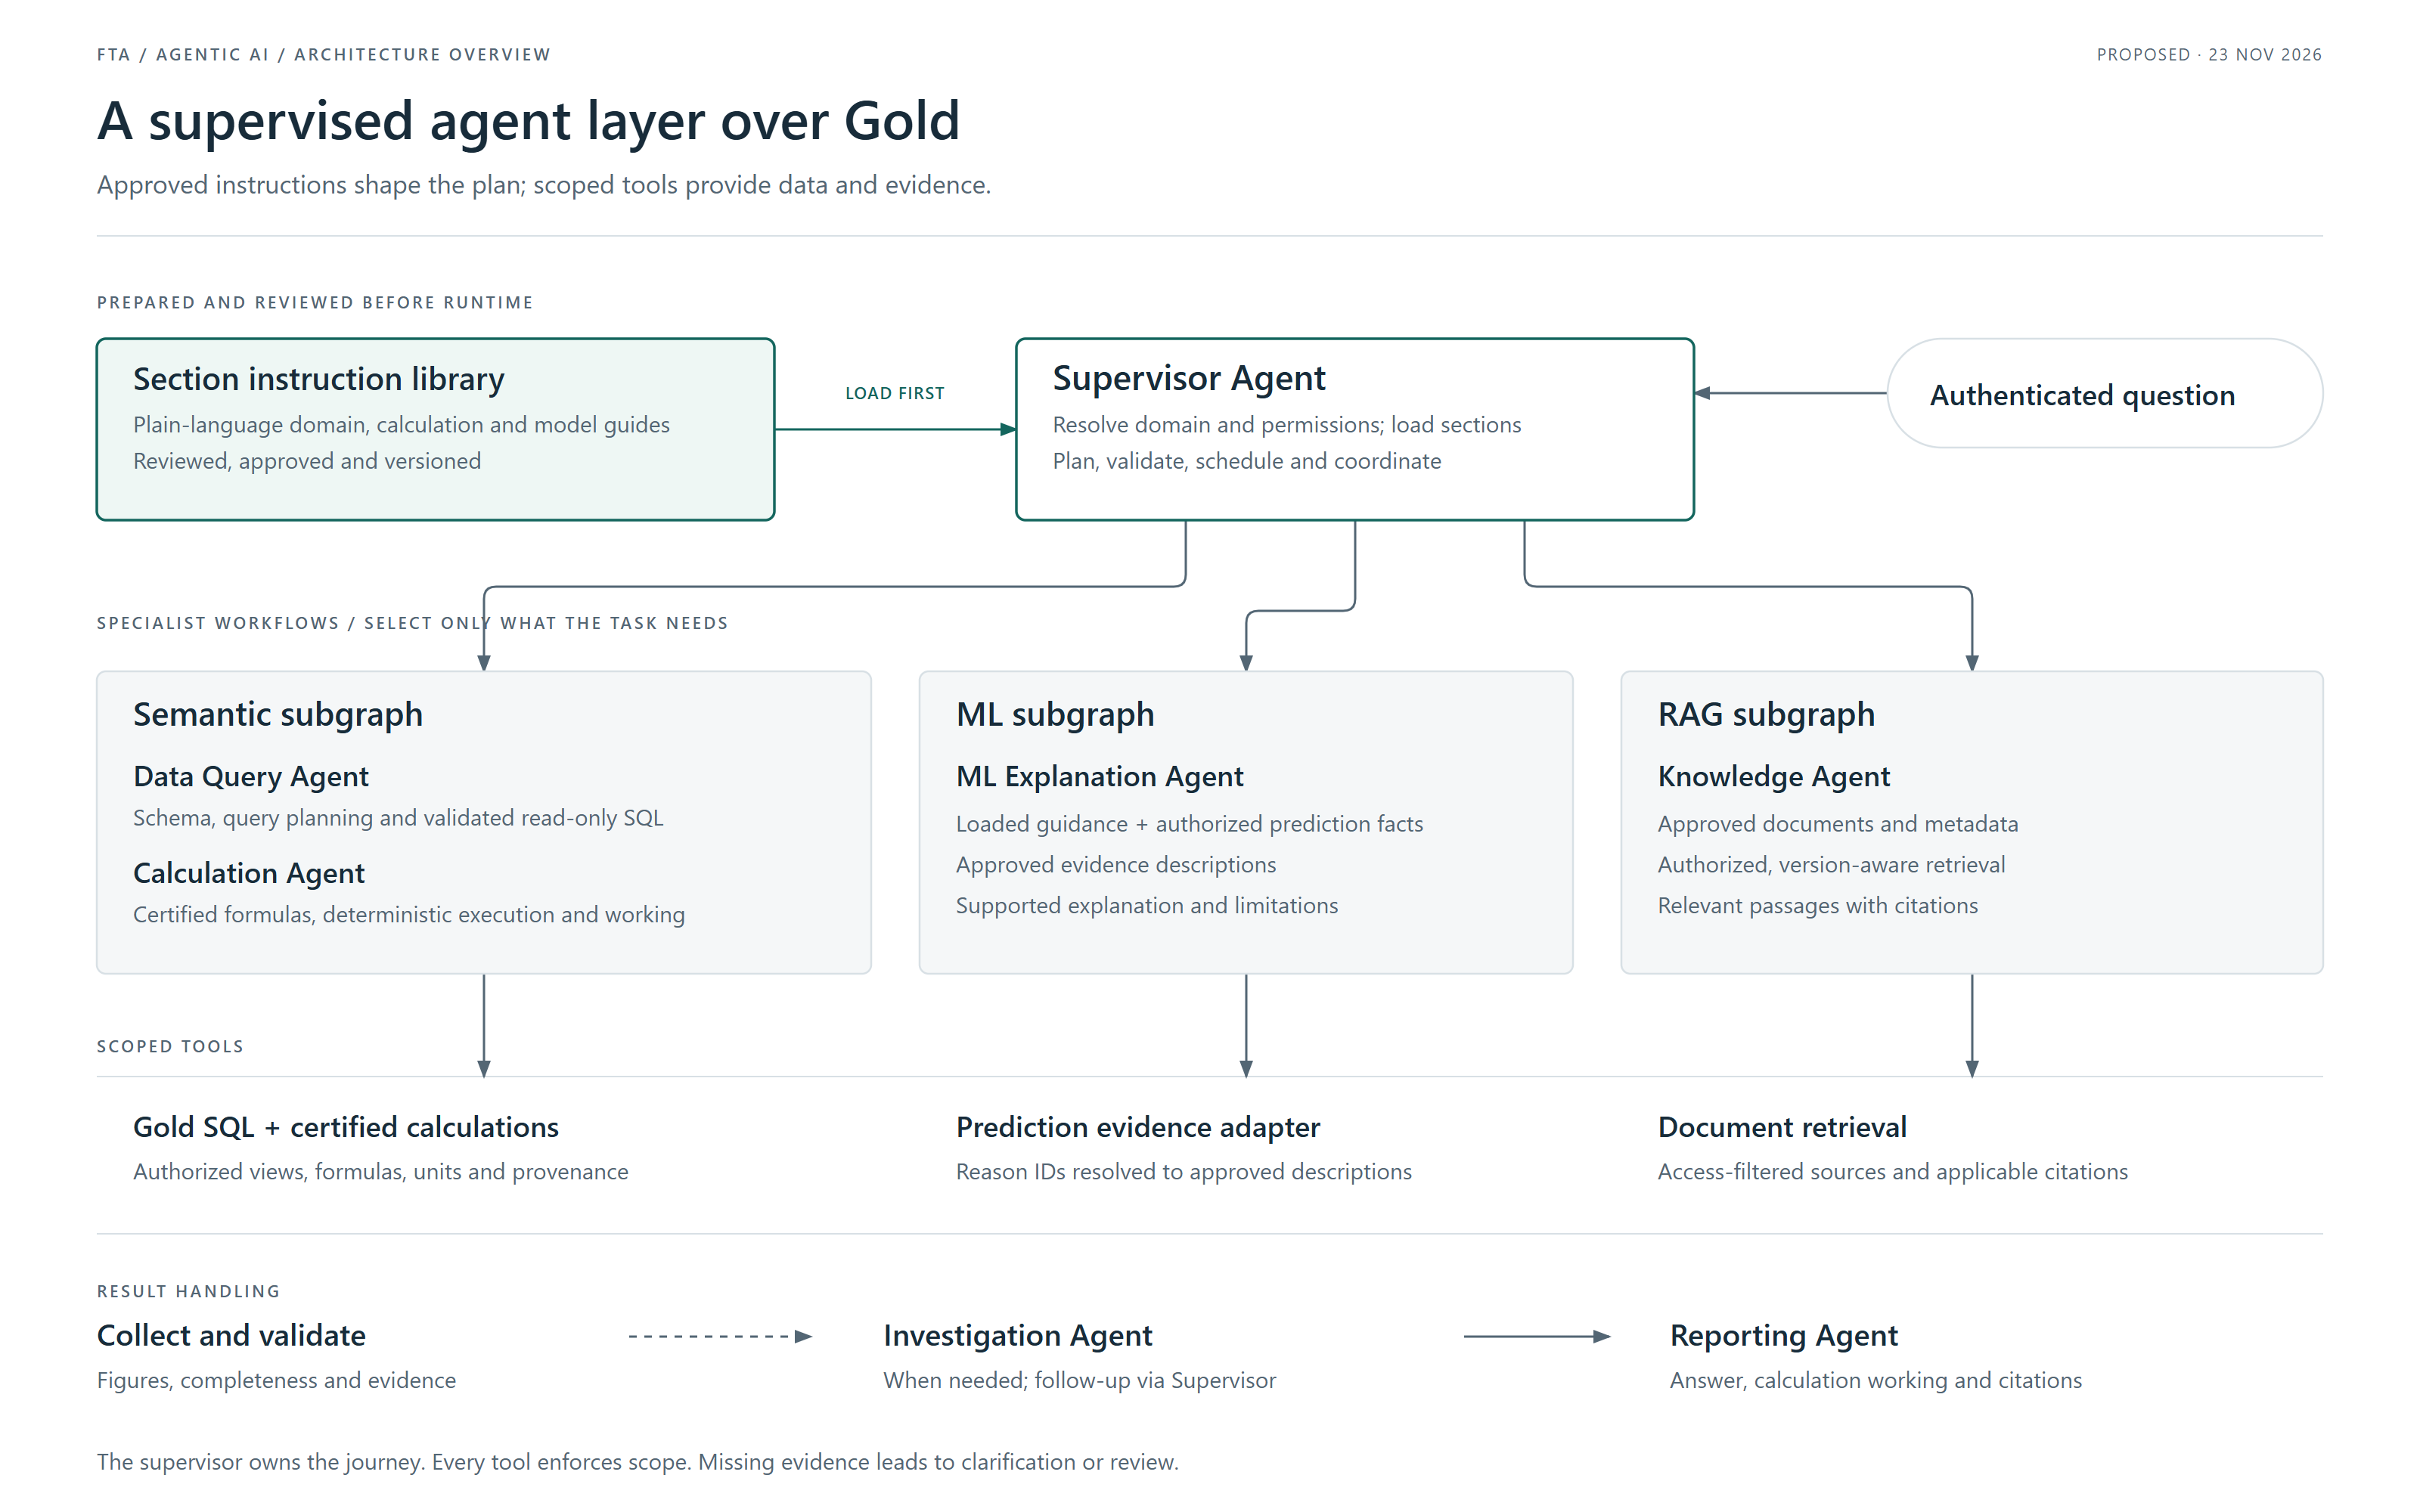 FTA / AGENTIC AI / ARCHITECTURE OVERVIEW
PROPOSED · 23 NOV 2026
A supervised agent layer over Gold
Approved instructions shape the plan; scoped tools provide data and evidence.
PREPARED AND REVIEWED BEFORE RUNTIME
Section instruction library
Plain-language domain, calculation and model guides
Reviewed, approved and versioned
LOAD FIRST
Supervisor Agent
Resolve domain and permissions; load sections
Plan, validate, schedule and coordinate
Authenticated question
SPECIALIST WORKFLOWS / SELECT ONLY WHAT THE TASK NEEDS
Semantic subgraph
Data Query Agent
Schema, query planning and validated read-only SQL
Calculation Agent
Certified formulas, deterministic execution and working
ML subgraph
ML Explanation Agent
Loaded guidance + authorized prediction facts
Approved evidence descriptions
Supported explanation and limitations
RAG subgraph
Knowledge Agent
Approved documents and metadata
Authorized, version-aware retrieval
Relevant passages with citations
SCOPED TOOLS
Gold SQL + certified calculations
Authorized views, formulas, units and provenance
Prediction evidence adapter
Reason IDs resolved to approved descriptions
Document retrieval
Access-filtered sources and applicable citations
RESULT HANDLING
Collect and validate
Figures, completeness and evidence
Investigation Agent
When needed; follow-up via Supervisor
Reporting Agent
Answer, calculation working and citations
The supervisor owns the journey. Every tool enforces scope. Missing evidence leads to clarification or review.